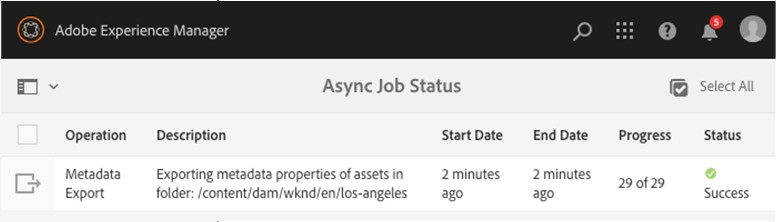 Adobe Experience Manager
5
Async Job Status
Select All
Operation Description Start Date End Date Progress Status
Metadata Exporting metadata properties of assets in 2 minutes 2 minutes
Export folder: /content/dam/wknd/en/los-angeles ago ago 29 of 29 Success